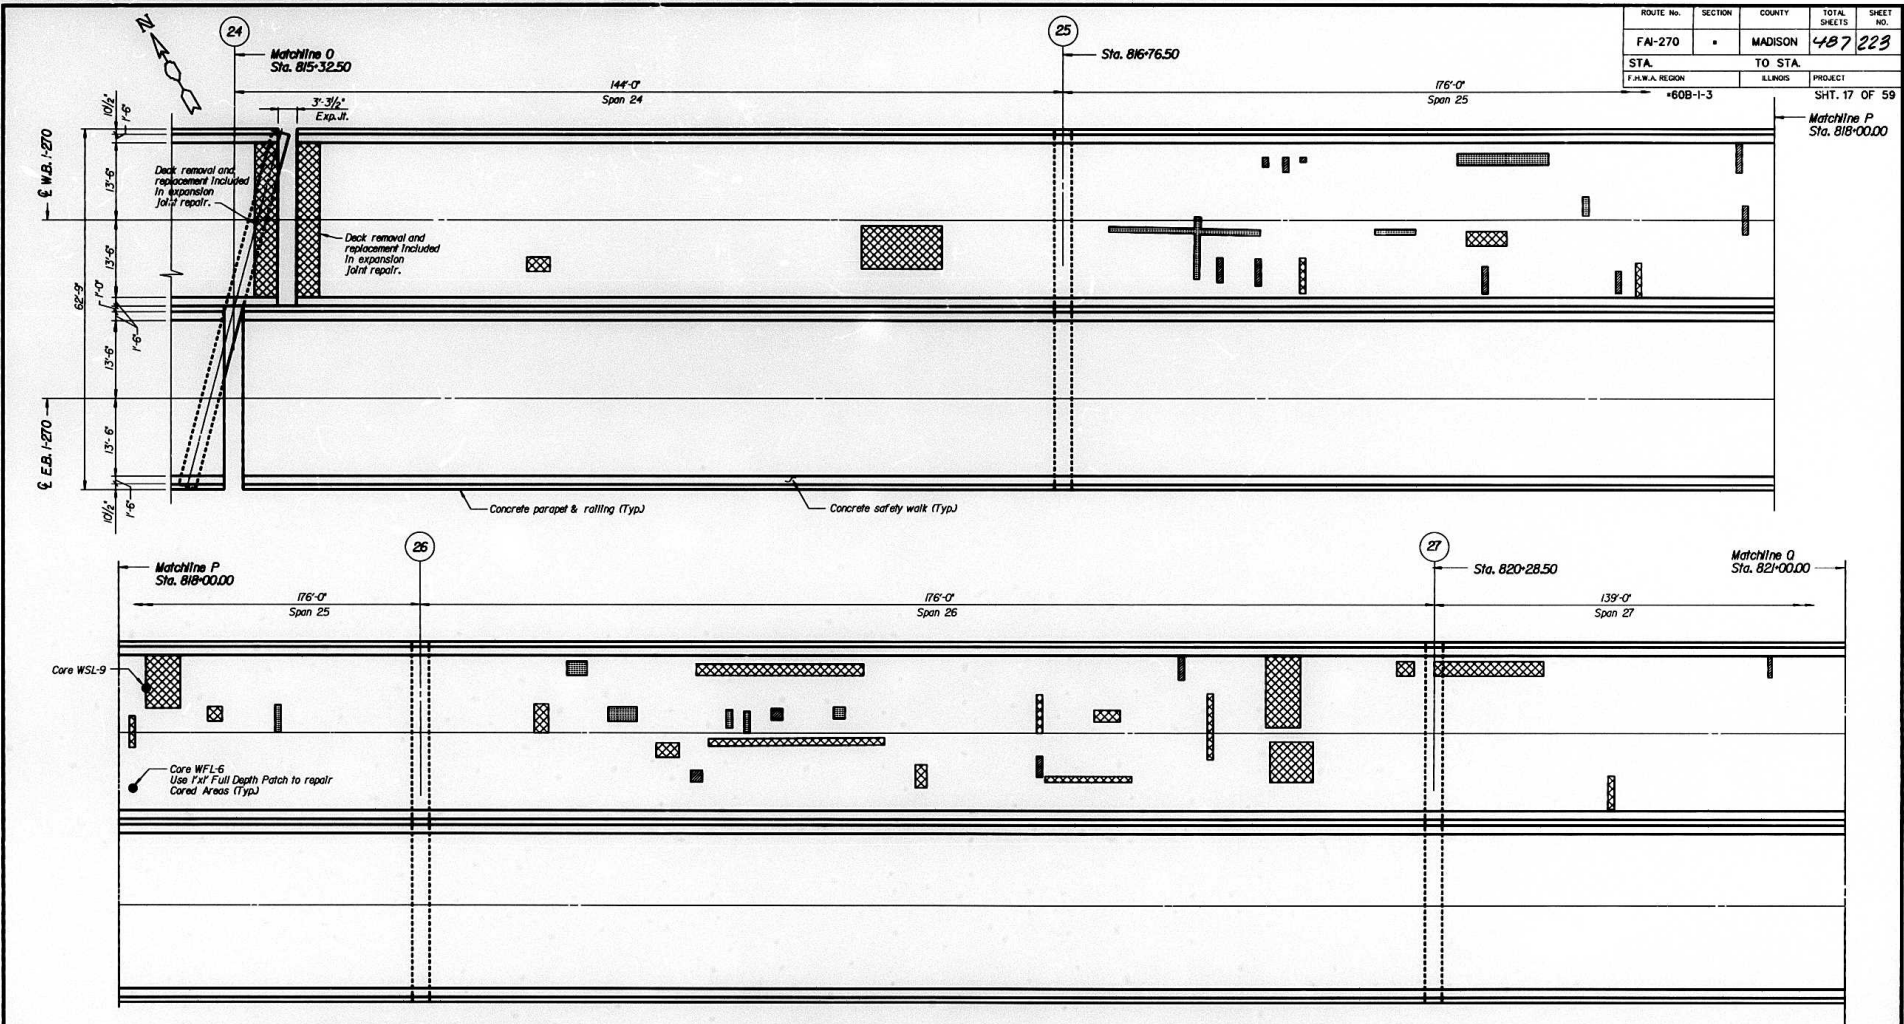 ROUTE No. SECTION COUNTY TOTAL SHEETS SHEET NO.
FAI-270 * MADISON 487 223
STA. TO STA.
F.H.W.A. REGION ILLINOIS PROJECT
*60B-1-3 SHT. 17 OF 59
N
24
Matchline O
Sta. 815+32.50
25
Sta. 816+76.50
144'-0"
Span 24
176'-0"
Span 25
Matchline P
Sta. 818+00.00
3'-3½"
Exp. Jt.
10½"
1'-6"
℄ W.B. I-270
13'-6"
Deck removal and
replacement included
in expansion
joint repair.
Deck removal and
replacement included
in expansion
joint repair.
13'-6"
62'-9"
1'-0"
1'-6"
13'-6"
℄ E.B. I-270
13'-6"
10½"
1'-6"
Concrete parapet & railing (Typ.)
Concrete safety walk (Typ.)
26
27
Matchline P
Sta. 818+00.00
Sta. 820+28.50
Matchline Q
Sta. 821+00.00
176'-0"
Span 25
176'-0"
Span 26
139'-0"
Span 27
Core WSL-9
Core WFL-6
Use 1'x1' Full Depth Patch to repair
Cored Areas (Typ.)